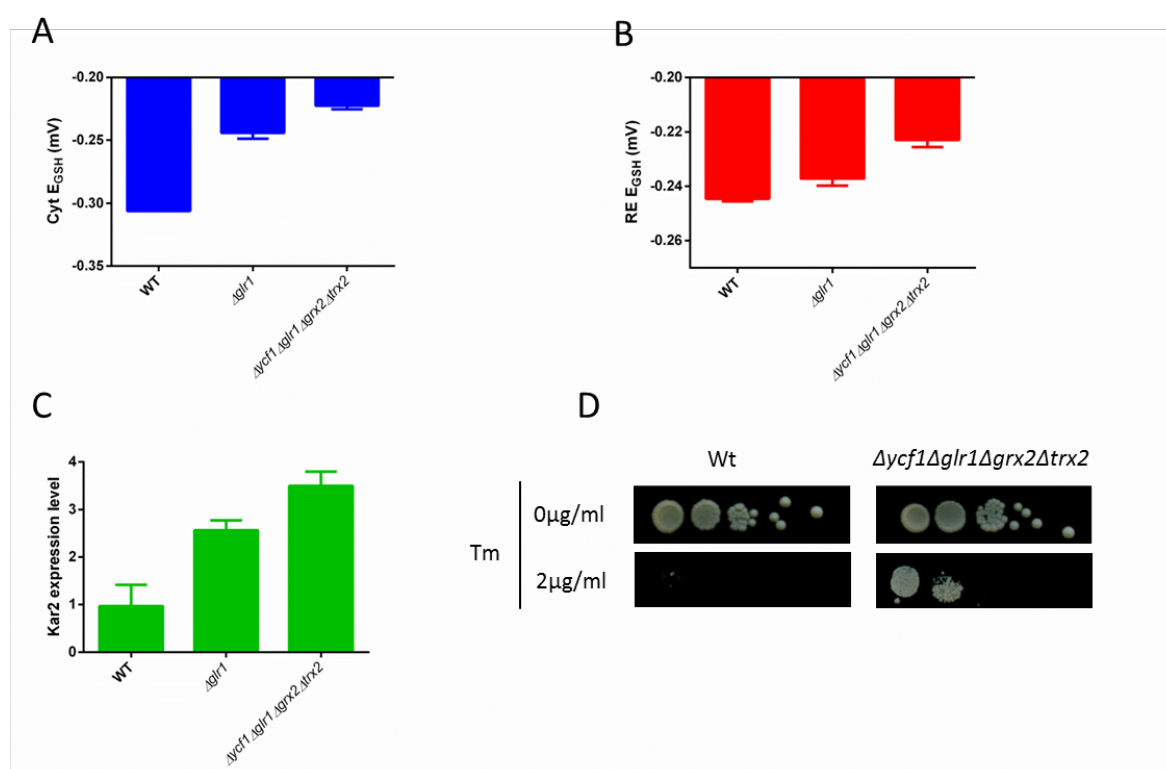 A
-0.20
-0.25
-0.30
-0.35
Cyt E_GSH (mV)
WT
Δglr1
Δycf1Δglr1Δgrx2Δtrx2
B
-0.20
-0.22
-0.24
-0.26
RE E_GSH (mV)
WT
Δglr1
Δycf1Δglr1Δgrx2Δtrx2
C
4
3
2
1
0
Kar2 expression level
WT
Δglr1
Δycf1Δglr1Δgrx2Δtrx2
D
Wt Δycf1Δglr1Δgrx2Δtrx2
0µg/ml
Tm
2µg/ml